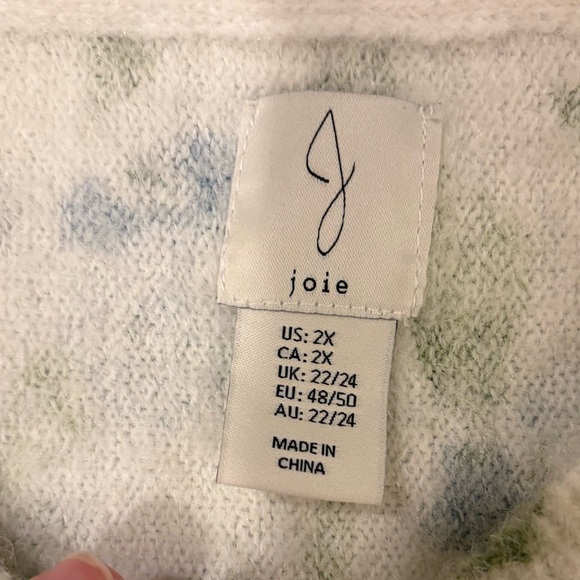 J
joie
US: 2X
CA: 2X
UK: 22/24
EU: 48/50
AU: 22/24
MADE IN
CHINA